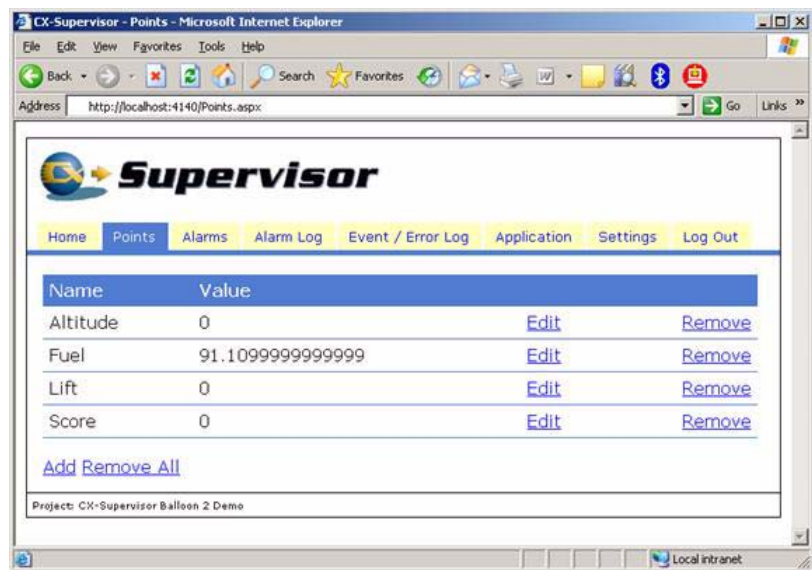 CX-Supervisor - Points - Microsoft Internet Explorer
File Edit View Favorites Tools Help
Back Search Favorites
Address http://localhost:4140/Points.aspx Go Links »
Supervisor
Home Points Alarms Alarm Log Event / Error Log Application Settings Log Out
Name Value
Altitude 0 Edit Remove
Fuel 91.1099999999999 Edit Remove
Lift 0 Edit Remove
Score 0 Edit Remove
Add Remove All
Project: CX-Supervisor Balloon 2 Demo
Local intranet